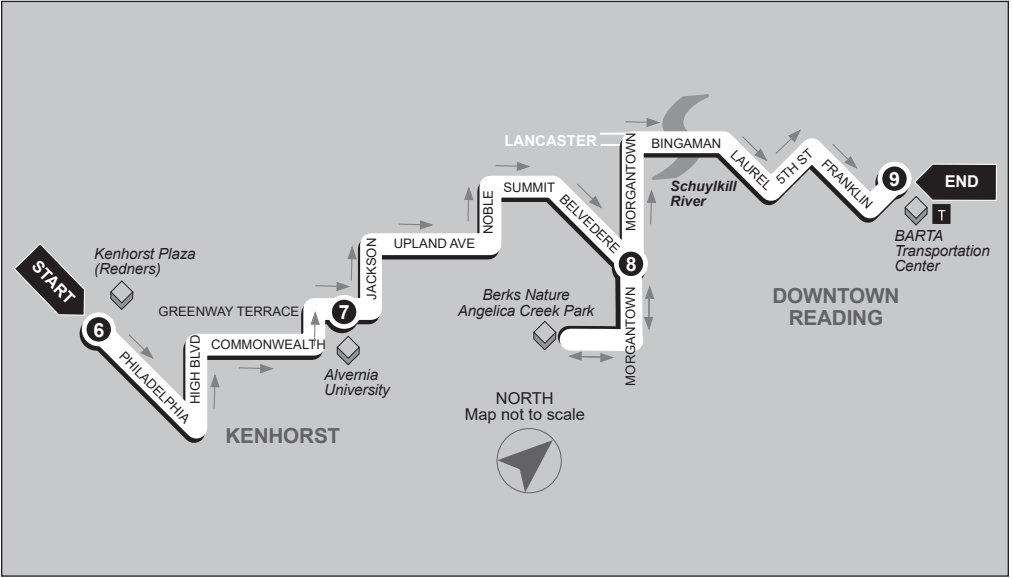 START
Kenhorst Plaza
(Redners)
6
PHILADELPHIA
HIGH BLVD
COMMONWEALTH
GREENWAY TERRACE
7
Alvernia
University
KENHORST
JACKSON
UPLAND AVE
NOBLE
SUMMIT
BELVEDERE
8
Berks Nature
Angelica Creek Park
MORGANTOWN
MORGANTOWN
LANCASTER
BINGAMAN
Schuylkill
River
LAUREL
5TH ST
FRANKLIN
9
END
T
BARTA
Transportation
Center
DOWNTOWN
READING
NORTH
Map not to scale